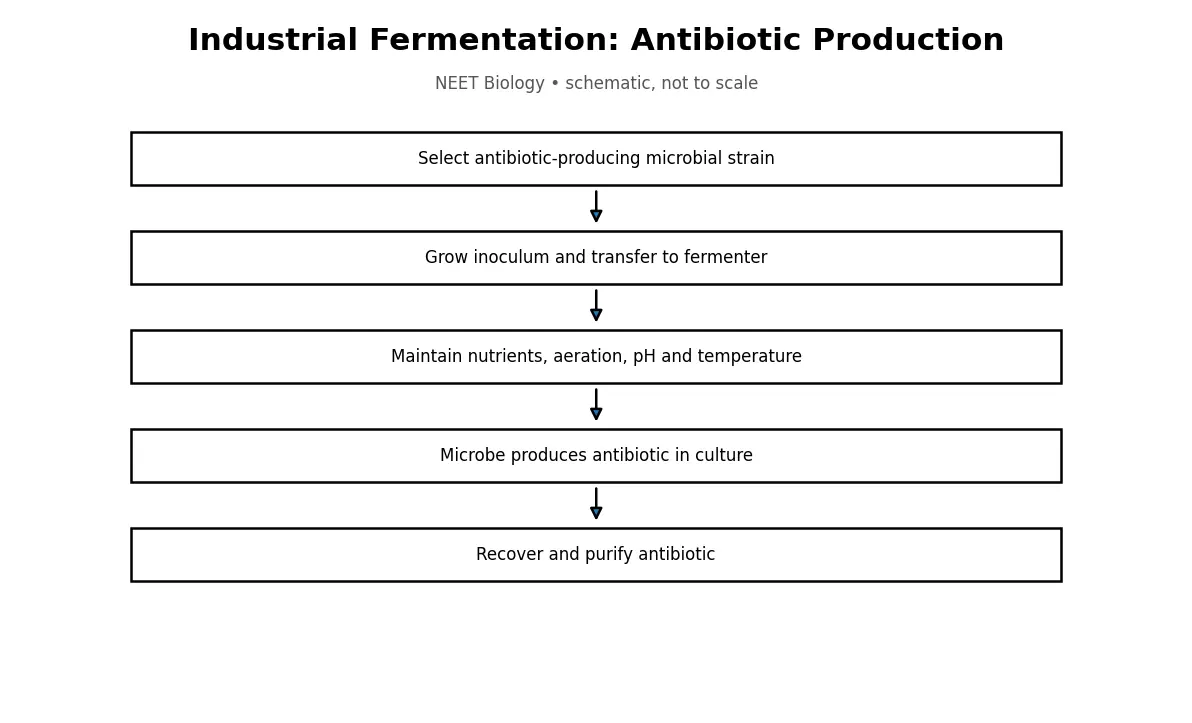 Industrial Fermentation: Antibiotic Production
NEET Biology • schematic, not to scale
Select antibiotic-producing microbial strain
Grow inoculum and transfer to fermenter
Maintain nutrients, aeration, pH and temperature
Microbe produces antibiotic in culture
Recover and purify antibiotic